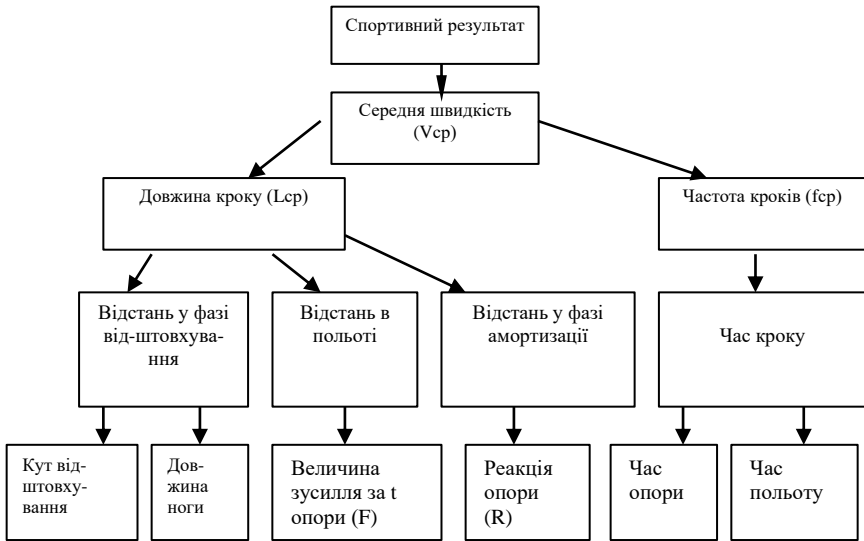 Спортивний результат
Середня швидкість
(Vср)
Довжина кроку (Lср)
Частота кроків (fср)
Відстань у фазі
від-штовхува-
ння
Відстань в
польоті
Відстань у фазі
амортизації
Час кроку
Кут від-
штовху-
вання
Дов-
жина
ноги
Величина
зусилля за t
опори (F)
Реакція
опори
(R)
Час
опори
Час
польоту